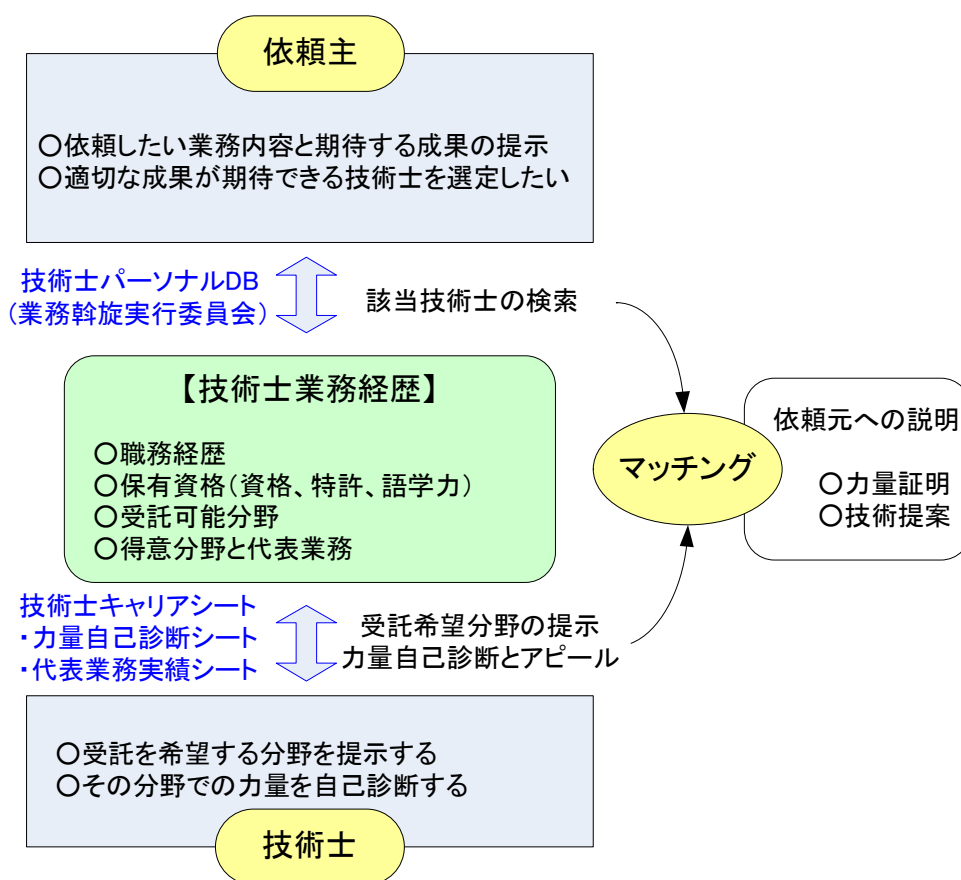 依頼主
○依頼したい業務内容と期待する成果の提示
○適切な成果が期待できる技術士を選定したい
技術士パーソナルDB
(業務斡旋実行委員会)
該当技術士の検索
【技術士業務経歴】
○職務経歴
○保有資格(資格、特許、語学力)
○受託可能分野
○得意分野と代表業務
マッチング
依頼元への説明
○力量証明
○技術提案
技術士キャリアシート
・力量自己診断シート
・代表業務実績シート
受託希望分野の提示
力量自己診断とアピール
○受託を希望する分野を提示する
○その分野での力量を自己診断する
技術士